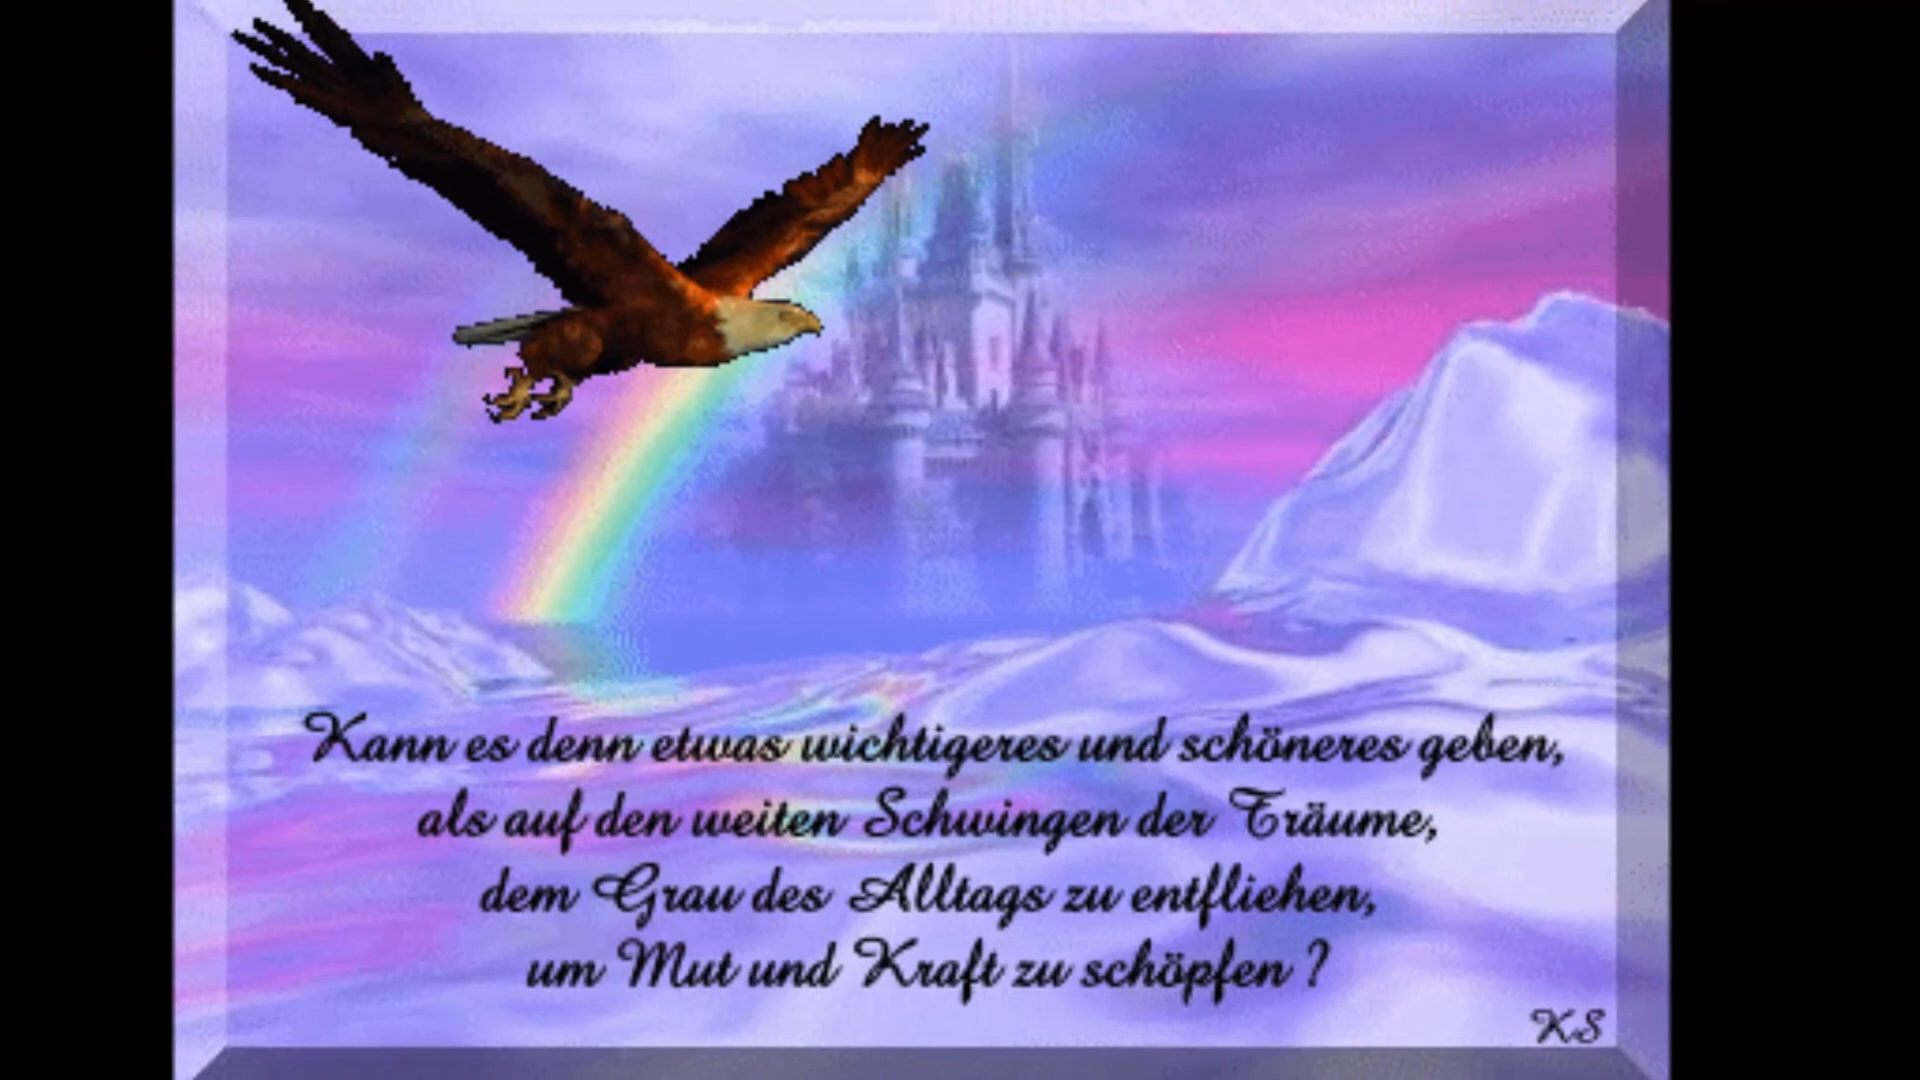 Kann es denn etwas wichtigeres und schöneres geben,
als auf den weiten Schwingen der Träume,
dem Grau des Alltags zu entfliehen,
um Mut und Kraft zu schöpfen ?
KS